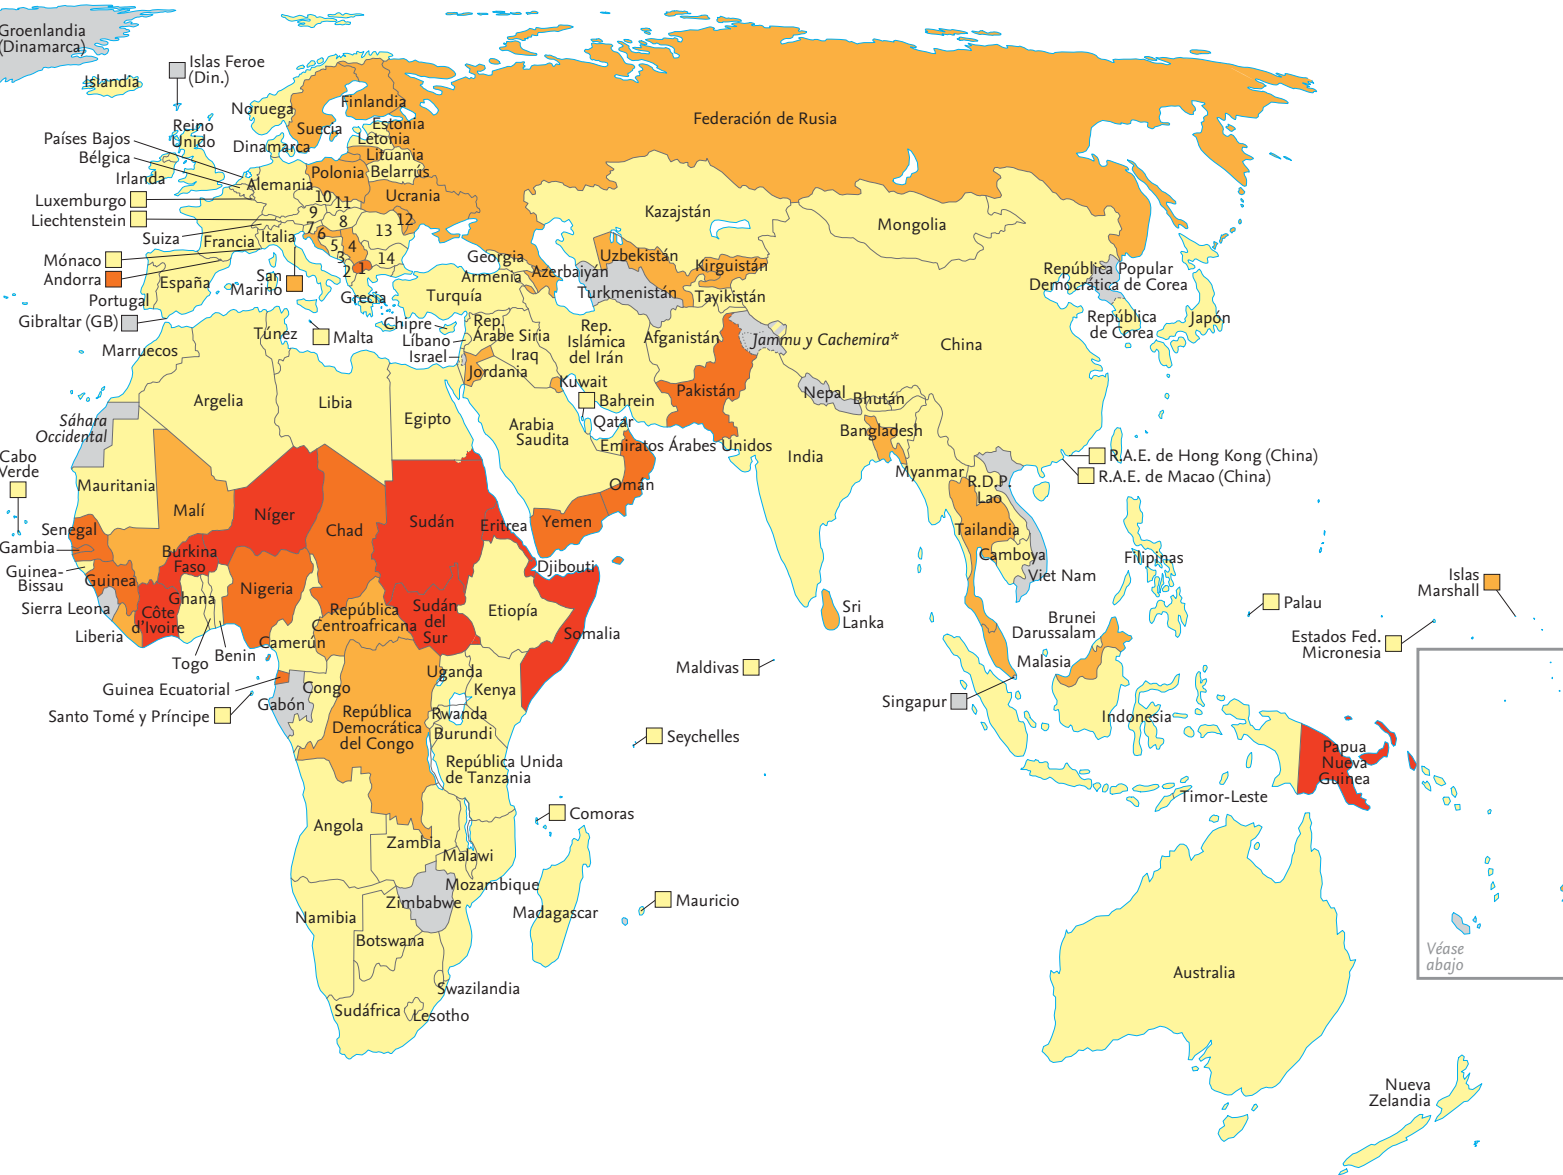 Groenlandia
(Dinamarca)
Islandia
Islas Feroe
(Din.)
Noruega
Finlandia
Suecia
Estonia
Letonia
Lituania
Belarrús
Reino
Unido
Dinamarca
Países Bajos
Bélgica
Irlanda
Luxemburgo
Liechtenstein
Suiza
Mónaco
Andorra
Portugal
Gibraltar (GB)
Alemania
Polonia
Ucrania
Francia
Italia
España
San
Marino
Grecia
10
11
9
8
12
7
6
13
5
4
3
14
2
1
Federación de Rusia
Kazajstán
Mongolia
Georgia
Armenia
Azerbaiyán
Turquía
Uzbekistán
Turkmenistán
Kirguistán
Tayikistán
República Popular
Democrática de Corea
República
de Corea
Japón
Marruecos
Túnez
Malta
Chipre
Líbano
Israel
Rep.
Árabe Siria
Iraq
Jordania
Rep.
Islámica
del Irán
Afganistán
Jammu y Cachemira*
China
Kuwait
Bahrein
Qatar
Emiratos Árabes Unidos
Pakistán
Nepal
Bhután
Bangladesh
India
Myanmar
R.D.P.
Lao
Tailandia
Camboya
Viet Nam
R.A.E. de Hong Kong (China)
R.A.E. de Macao (China)
Filipinas
Argelia
Libia
Egipto
Arabia
Saudita
Omán
Yemen
Sáhara
Occidental
Cabo
Verde
Mauritania
Malí
Níger
Chad
Sudán
Eritrea
Djibouti
Senegal
Gambia
Guinea-
Bissau
Guinea
Sierra Leona
Liberia
Burkina
Faso
Côte
d'Ivoire
Ghana
Togo
Benin
Nigeria
Camerún
República
Centroafricana
Sudán
del
Sur
Etiopía
Somalia
Guinea Ecuatorial
Santo Tomé y Príncipe
Gabón
Congo
República
Democrática
del Congo
Uganda
Kenya
Rwanda
Burundi
República Unida
de Tanzania
Angola
Zambia
Malawi
Mozambique
Zimbabwe
Namibia
Botswana
Swazilandia
Sudáfrica
Lesotho
Comoras
Madagascar
Mauricio
Seychelles
Maldivas
Sri
Lanka
Singapur
Malasia
Brunei
Darussalam
Indonesia
Timor-Leste
Palau
Islas
Marshall
Estados Fed.
Micronesia
Papua
Nueva
Guinea
Australia
Nueva
Zelandia
Véase
abajo